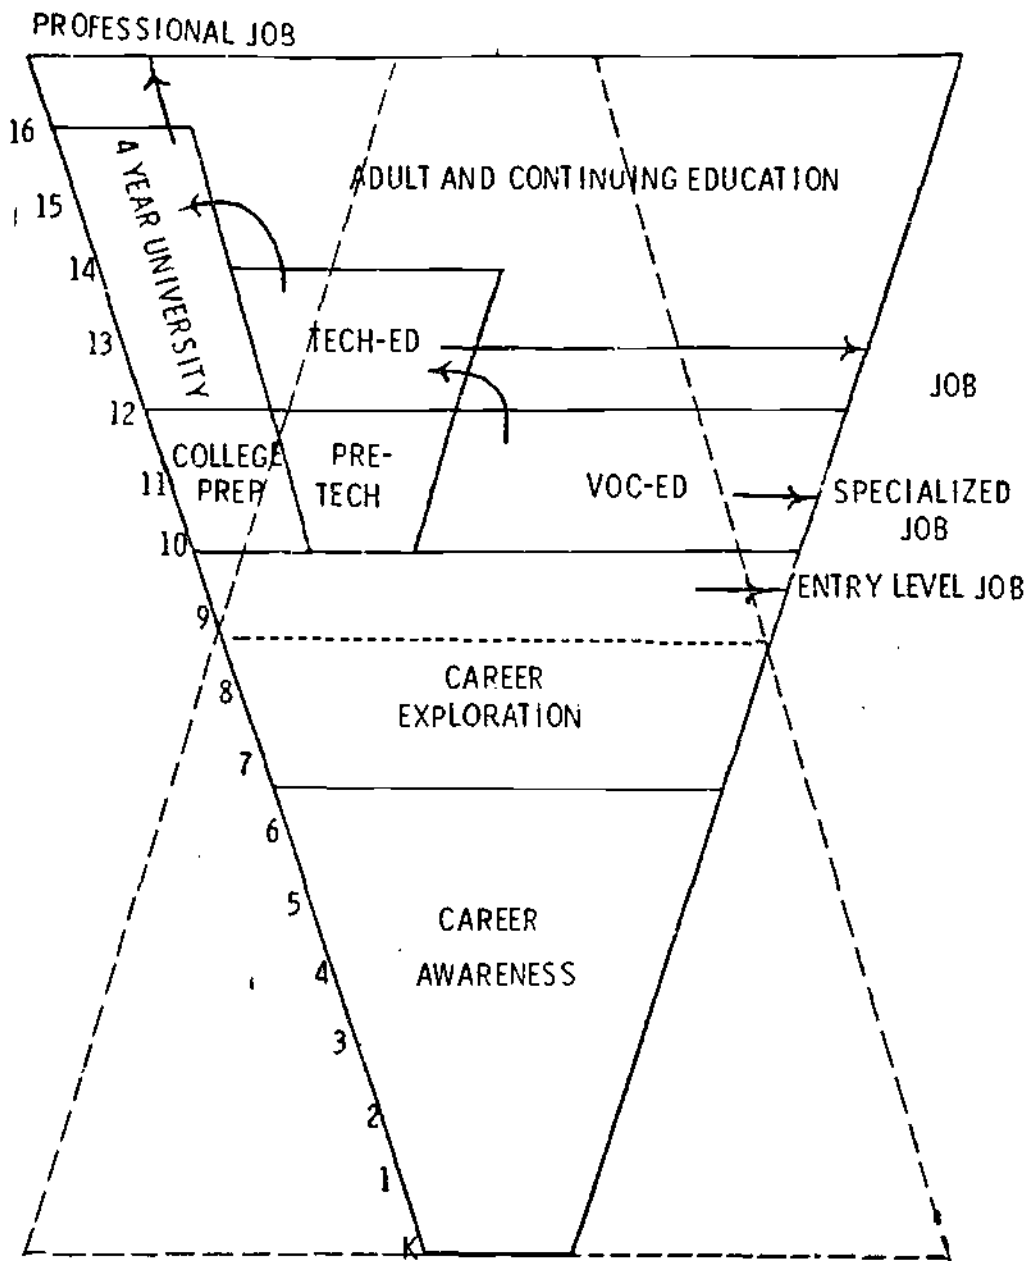 PROFESSIONAL JOB
16
4 YEAR UNIVERSITY
ADULT AND CONTINUING EDUCATION
15
14
13
TECH-ED
JOB
12
COLLEGE PREP
PRE-TECH
11
VOC-ED
SPECIALIZED
JOB
10
ENTRY LEVEL JOB
9
CAREER
EXPLORATION
8
7
6
5
CAREER
AWARENESS
4
3
2
1
K